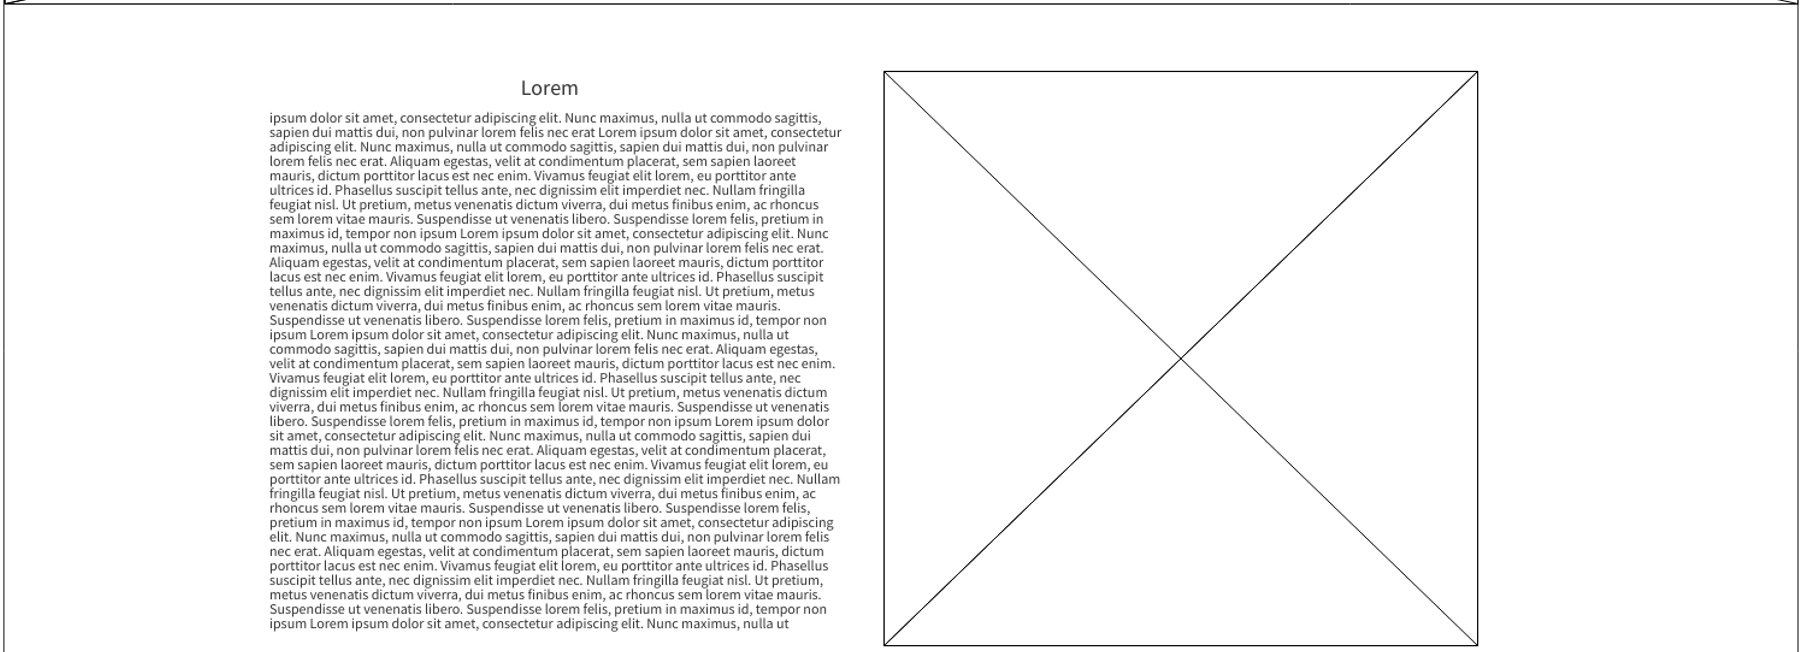 Lorem
ipsum dolor sit amet, consectetur adipiscing elit. Nunc maximus, nulla ut commodo sagittis,
sapien dui mattis dui, non pulvinar lorem felis nec erat Lorem ipsum dolor sit amet, consectetur
adipiscing elit. Nunc maximus, nulla ut commodo sagittis, sapien dui mattis dui, non pulvinar
lorem felis nec erat. Aliquam egestas, velit at condimentum placerat, sem sapien laoreet
mauris, dictum porttitor lacus est nec enim. Vivamus feugiat elit lorem, eu porttitor ante
ultrices id. Phasellus suscipit tellus ante, nec dignissim elit imperdiet nec. Nullam fringilla
feugiat nisl. Ut pretium, metus venenatis dictum viverra, dui metus finibus enim, ac rhoncus
sem lorem vitae mauris. Suspendisse ut venenatis libero. Suspendisse lorem felis, pretium in
maximus id, tempor non ipsum Lorem ipsum dolor sit amet, consectetur adipiscing elit. Nunc
maximus, nulla ut commodo sagittis, sapien dui mattis dui, non pulvinar lorem felis nec erat.
Aliquam egestas, velit at condimentum placerat, sem sapien laoreet mauris, dictum porttitor
lacus est nec enim. Vivamus feugiat elit lorem, eu porttitor ante ultrices id. Phasellus suscipit
tellus ante, nec dignissim elit imperdiet nec. Nullam fringilla feugiat nisl. Ut pretium, metus
venenatis dictum viverra, dui metus finibus enim, ac rhoncus sem lorem vitae mauris.
Suspendisse ut venenatis libero. Suspendisse lorem felis, pretium in maximus id, tempor non
ipsum Lorem ipsum dolor sit amet, consectetur adipiscing elit. Nunc maximus, nulla ut
commodo sagittis, sapien dui mattis dui, non pulvinar lorem felis nec erat. Aliquam egestas,
velit at condimentum placerat, sem sapien laoreet mauris, dictum porttitor lacus est nec enim.
Vivamus feugiat elit lorem, eu porttitor ante ultrices id. Phasellus suscipit tellus ante, nec
dignissim elit imperdiet nec. Nullam fringilla feugiat nisl. Ut pretium, metus venenatis dictum
viverra, dui metus finibus enim, ac rhoncus sem lorem vitae mauris. Suspendisse ut venenatis
libero. Suspendisse lorem felis, pretium in maximus id, tempor non ipsum Lorem ipsum dolor
sit amet, consectetur adipiscing elit. Nunc maximus, nulla ut commodo sagittis, sapien dui
mattis dui, non pulvinar lorem felis nec erat. Aliquam egestas, velit at condimentum placerat,
sem sapien laoreet mauris, dictum porttitor lacus est nec enim. Vivamus feugiat elit lorem, eu
porttitor ante ultrices id. Phasellus suscipit tellus ante, nec dignissim elit imperdiet nec. Nullam
fringilla feugiat nisl. Ut pretium, metus venenatis dictum viverra, dui metus finibus enim, ac
rhoncus sem lorem vitae mauris. Suspendisse ut venenatis libero. Suspendisse lorem felis,
pretium in maximus id, tempor non ipsum Lorem ipsum dolor sit amet, consectetur adipiscing
elit. Nunc maximus, nulla ut commodo sagittis, sapien dui mattis dui, non pulvinar lorem felis
nec erat. Aliquam egestas, velit at condimentum placerat, sem sapien laoreet mauris, dictum
porttitor lacus est nec enim. Vivamus feugiat elit lorem, eu porttitor ante ultrices id. Phasellus
suscipit tellus ante, nec dignissim elit imperdiet nec. Nullam fringilla feugiat nisl. Ut pretium,
metus venenatis dictum viverra, dui metus finibus enim, ac rhoncus sem lorem vitae mauris.
Suspendisse ut venenatis libero. Suspendisse lorem felis, pretium in maximus id, tempor non
ipsum Lorem ipsum dolor sit amet, consectetur adipiscing elit. Nunc maximus, nulla ut